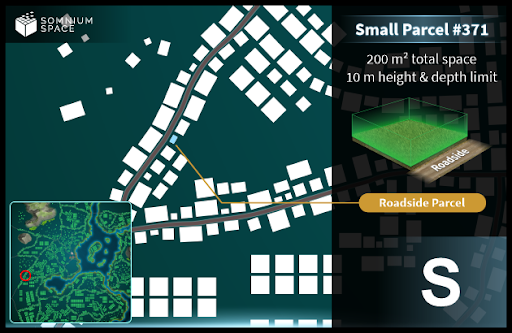 SOMNIUM
SPACE
Small Parcel #371
200 m² total space
10 m height & depth limit
Roadside
Roadside Parcel
S